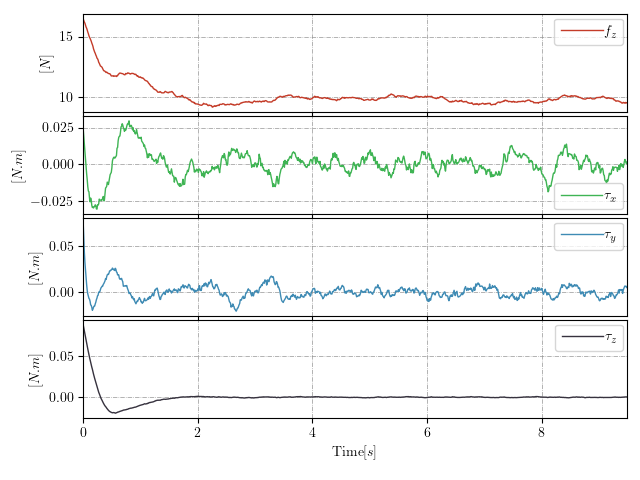 [N]
15
10
f_z
[N.m]
0.025
0.000
−0.025
τ_x
[N.m]
0.05
0.00
τ_y
[N.m]
0.05
0.00
τ_z
0 2 4 6 8
Time[s]